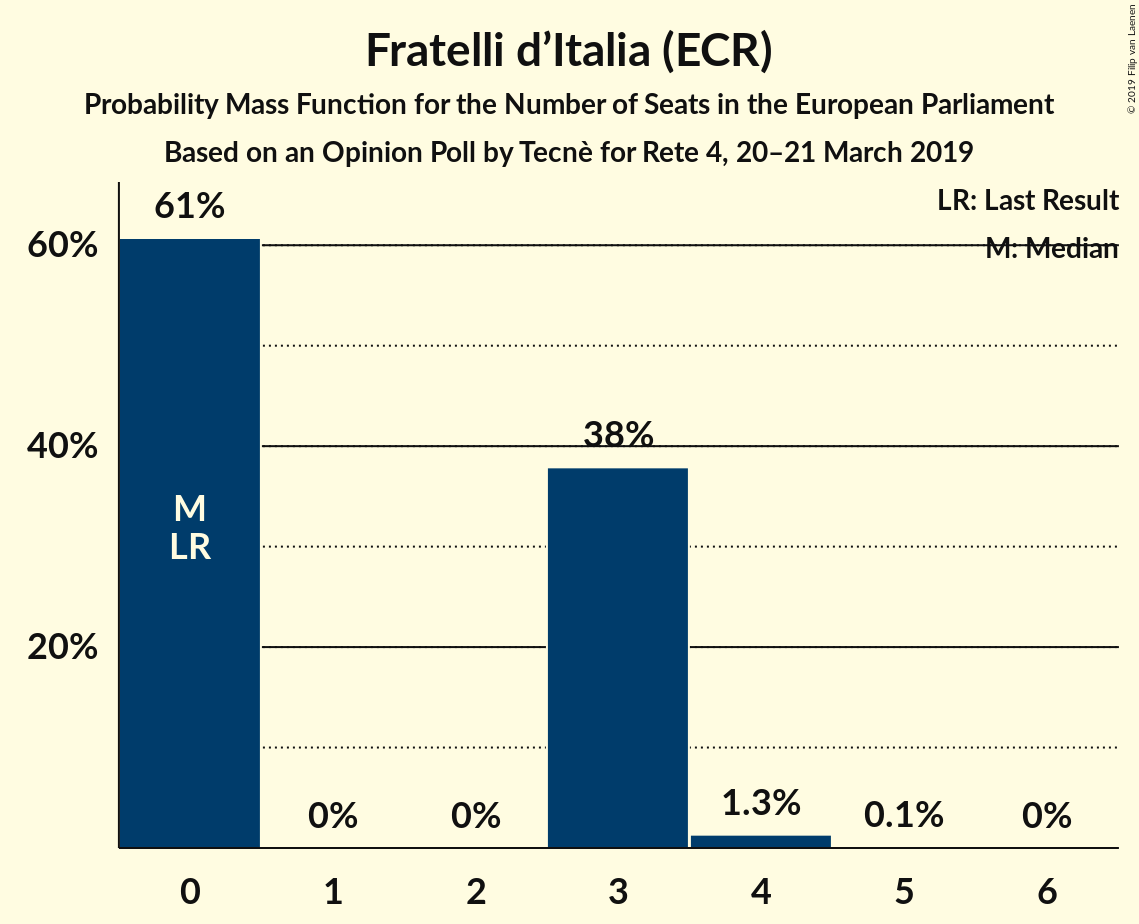 Fratelli d’Italia (ECR)
Probability Mass Function for the Number of Seats in the European Parliament
Based on an Opinion Poll by Tecnè for Rete 4, 20–21 March 2019
© 2019 Filip van Laenen
LR: Last Result
M: Median
61%
60%
38%
40%
M
LR
20%
0%
0%
1.3%
0.1%
0%
0
1
2
3
4
5
6